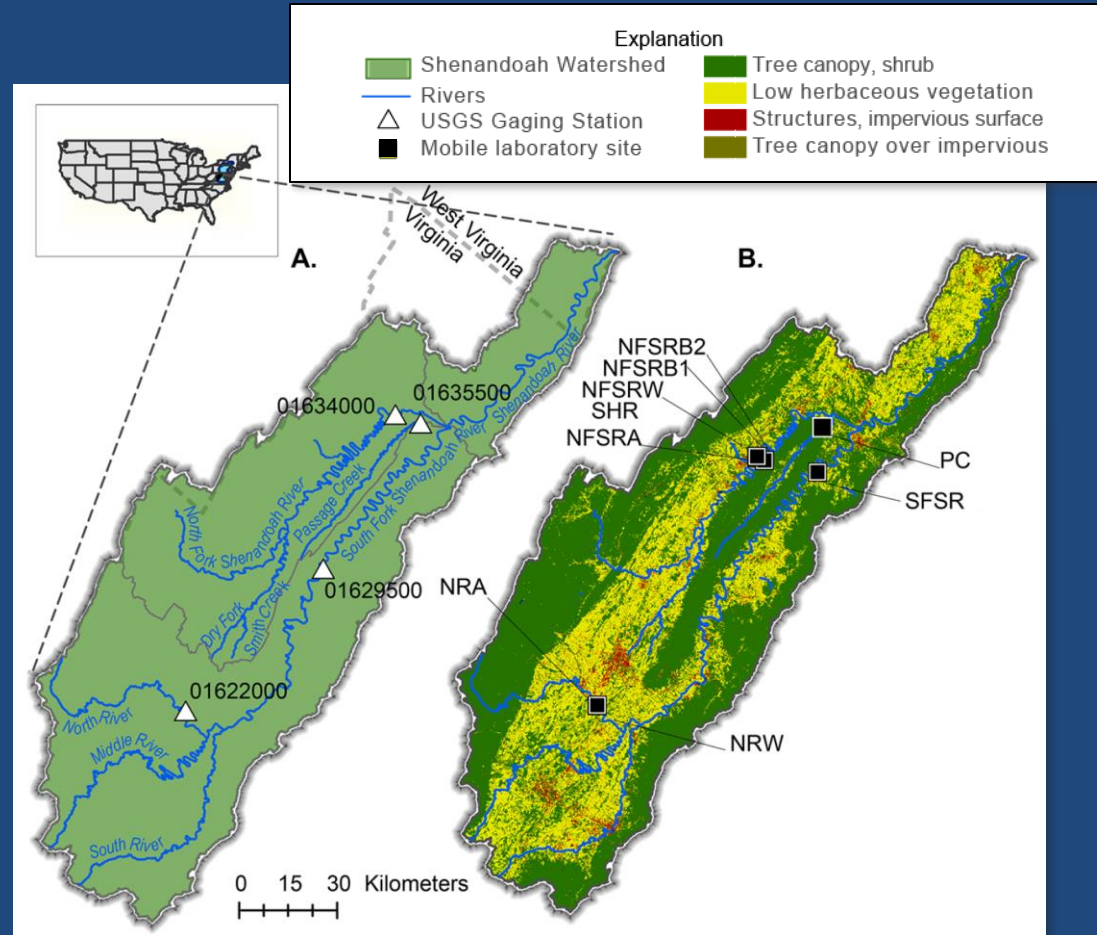 Explanation
Shenandoah Watershed
Rivers
USGS Gaging Station
Mobile laboratory site
Tree canopy, shrub
Low herbaceous vegetation
Structures, impervious surface
Tree canopy over impervious
A.
West Virginia
Virginia
B.
01634000
01635500
Shenandoah River
North Fork Shenandoah River
Passage Creek
South Fork Shenandoah River
Dry Fork
Smith Creek
01629500
01622000
North River
Middle River
South River
0 15 30 Kilometers
NFSRB2
NFSRB1
NFSRW
SHR
NFSRA
PC
SFSR
NRA
NRW